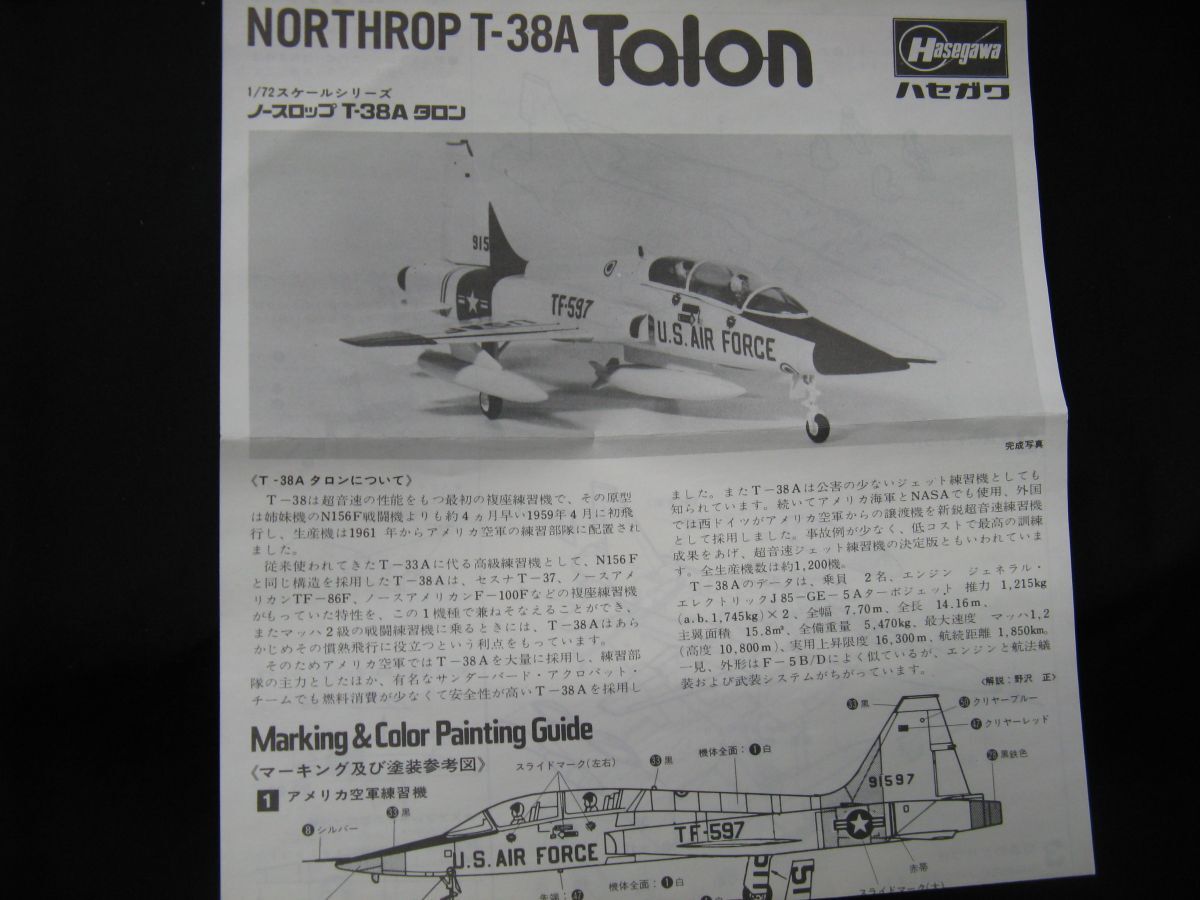 NORTHROP T-38A Talon
Hasegawa
ハセガワ
1/72スケールシリーズ
ノースロップ T-38A タロン
915
TF-597
U.S. AIR FORCE
完成写真
《T-38A タロンについて》
T-38は超音速の性能をもつ最初の複座練習機で、その原型
は姉妹機のN156F戦闘機よりも約4ヵ月早い1959年4月に初飛
行し、生産機は1961年からアメリカ空軍の練習部隊に配置され
ました。
従来使われてきたT-33Aに代る高級練習機として、N156F
と同じ構造を採用したT-38Aは、セスナT-37、ノースアメ
リカンTF-86F、ノースアメリカンF-100Fなどの複座練習機
がもっていた特性を、この1機種で兼ねそなえることができ、
またマッハ2級の戦闘練習機に乗るときには、T-38Aはあら
かじめその慣熟飛行に役立つという利点をもっています。
そのためアメリカ空軍ではT-38Aを大量に採用し、練習部
隊の主力としたほか、有名なサンダーバード・アクロバット・
チームでも燃料消費が少なくて安全性が高いT-38Aを採用し
ました。またT-38Aは公害の少ないジェット練習機としても
知られています。続いてアメリカ海軍とNASAでも使用、外国
では西ドイツがアメリカ空軍からの譲渡機を新鋭超音速練習機
として採用しました。事故例が少なく、低コストで最高の訓練
成果をあげ、超音速ジェット練習機の決定版ともいわれていま
す。全生産機数は約1,200機。
T-38Aのデータは、乗員 2名、エンジン ジェネラル・
エレクトリックJ85-GE-5Aターボジェット 推力 1,215kg
(a.b.1,745kg)×2、全幅 7.70m、全長 14.16m、
主翼面積 15.8m²、全備重量 5,470kg、最大速度 マッハ1.2
(高度 10,800m)、実用上昇限度 16,300m、航続距離 1,850km。
一見、外形はF-5B/Dによく似ているが、エンジンと航法艤
装および武装システムがちがっています。
〈解説:野沢 正〉
Marking & Color Painting Guide
《マーキング及び塗装参考図》
1 アメリカ空軍練習機
スライドマーク(左右)
33 黒
機体全面:1白
33 黒
50 クリヤーブルー
47 クリヤーレッド
28 黒鉄色
33 黒
8 シルバー
91597
TF-597
U.S. AIR FORCE
赤帯
機体全面:1白
先端:47
スライドマーク(大)